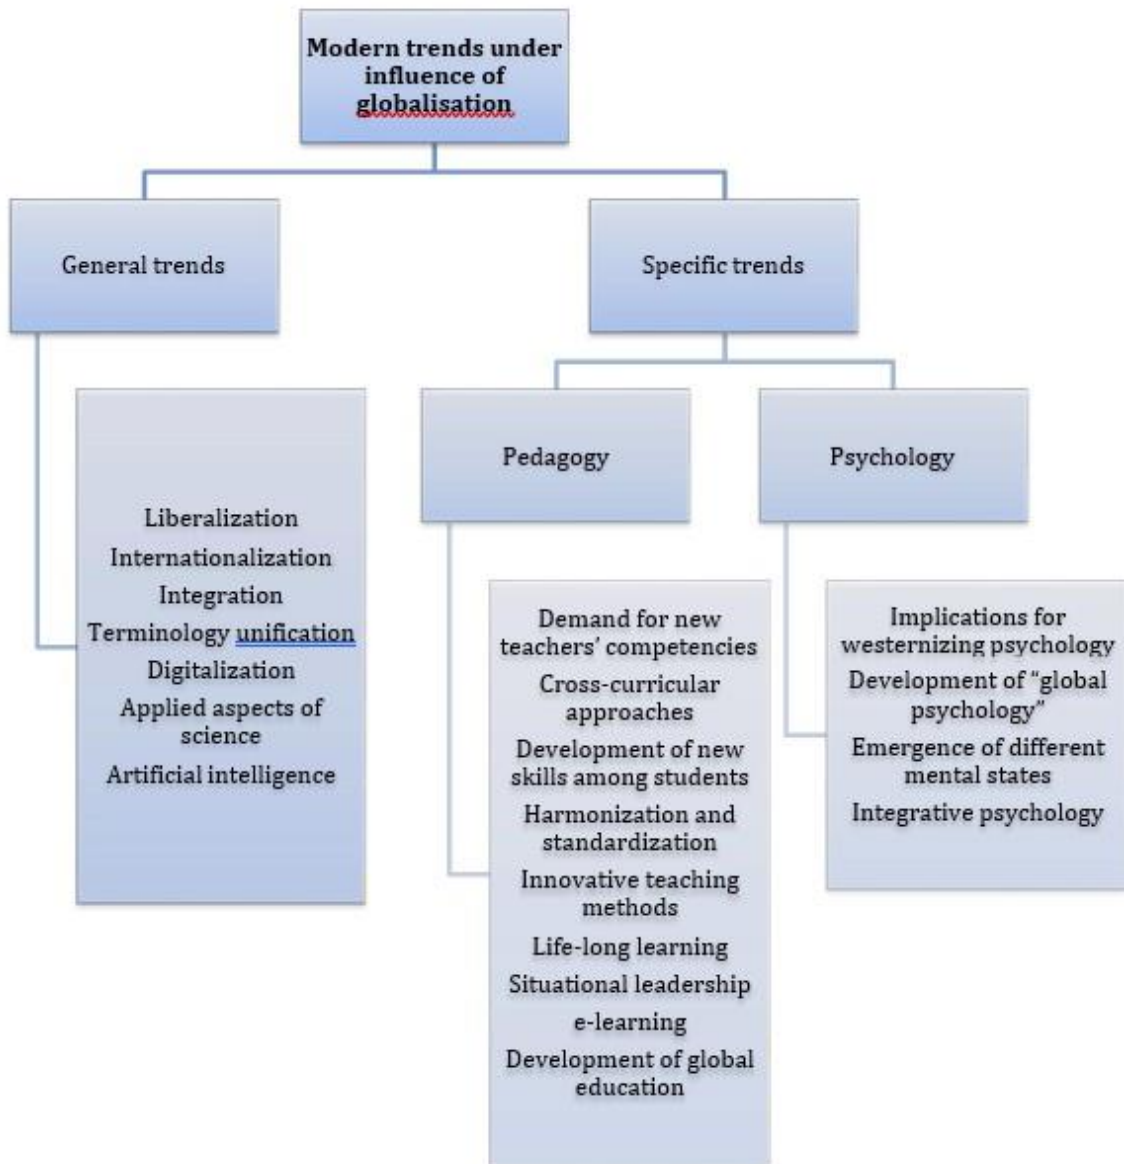 Modern trends under
influence of
globalisation
General trends
Specific trends
Liberalization
Internationalization
Integration
Terminology unification
Digitalization
Applied aspects of
science
Artificial intelligence
Pedagogy
Psychology
Demand for new
teachers’ competencies
Cross-curricular
approaches
Development of new
skills among students
Harmonization and
standardization
Innovative teaching
methods
Life-long learning
Situational leadership
e-learning
Development of global
education
Implications for
westernizing psychology
Development of “global
psychology”
Emergence of different
mental states
Integrative psychology